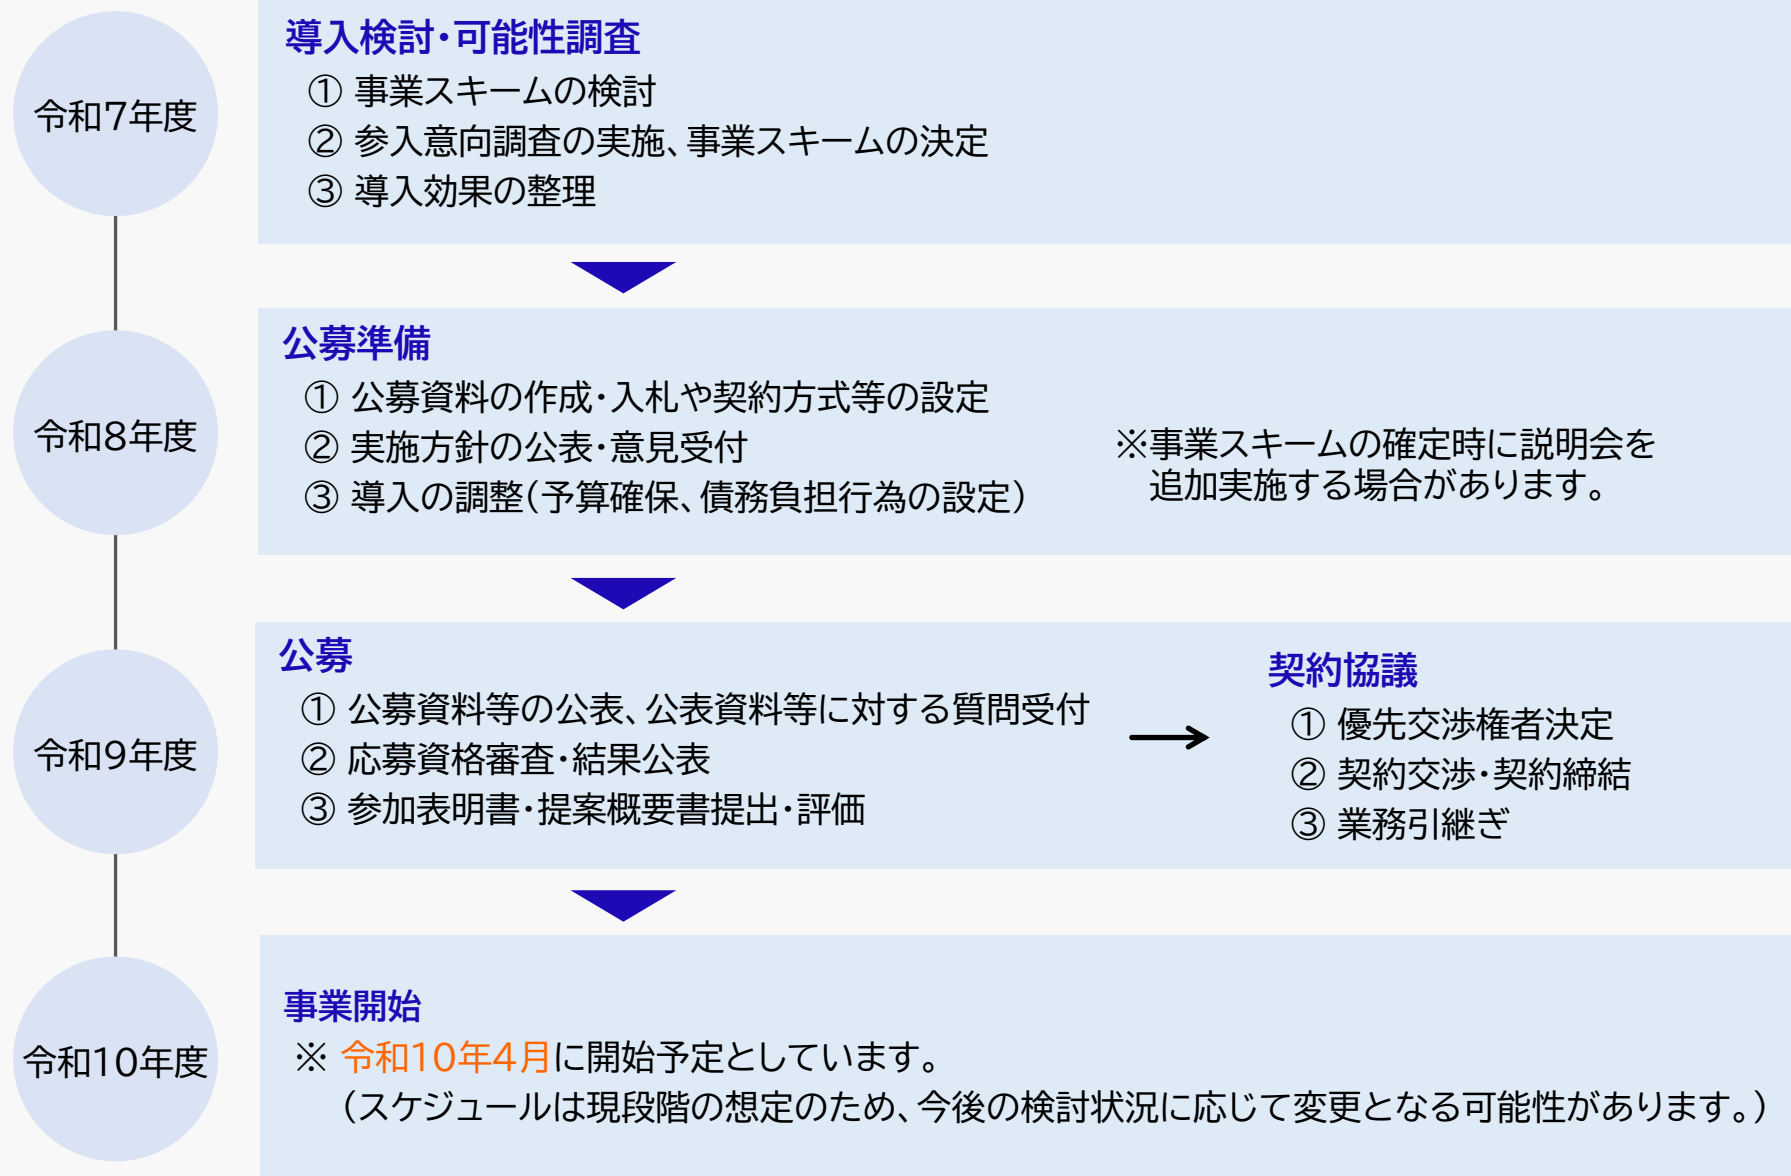 令和7年度
導入検討・可能性調査
① 事業スキームの検討
② 参入意向調査の実施、事業スキームの決定
③ 導入効果の整理
令和8年度
公募準備
① 公募資料の作成・入札や契約方式等の設定
② 実施方針の公表・意見受付
③ 導入の調整(予算確保、債務負担行為の設定)
※事業スキームの確定時に説明会を
追加実施する場合があります。
令和9年度
公募
① 公募資料等の公表、公表資料等に対する質問受付
② 応募資格審査・結果公表
③ 参加表明書・提案概要書提出・評価
契約協議
① 優先交渉権者決定
② 契約交渉・契約締結
③ 業務引継ぎ
令和10年度
事業開始
※ 令和10年4月に開始予定としています。
(スケジュールは現段階の想定のため、今後の検討状況に応じて変更となる可能性があります。)